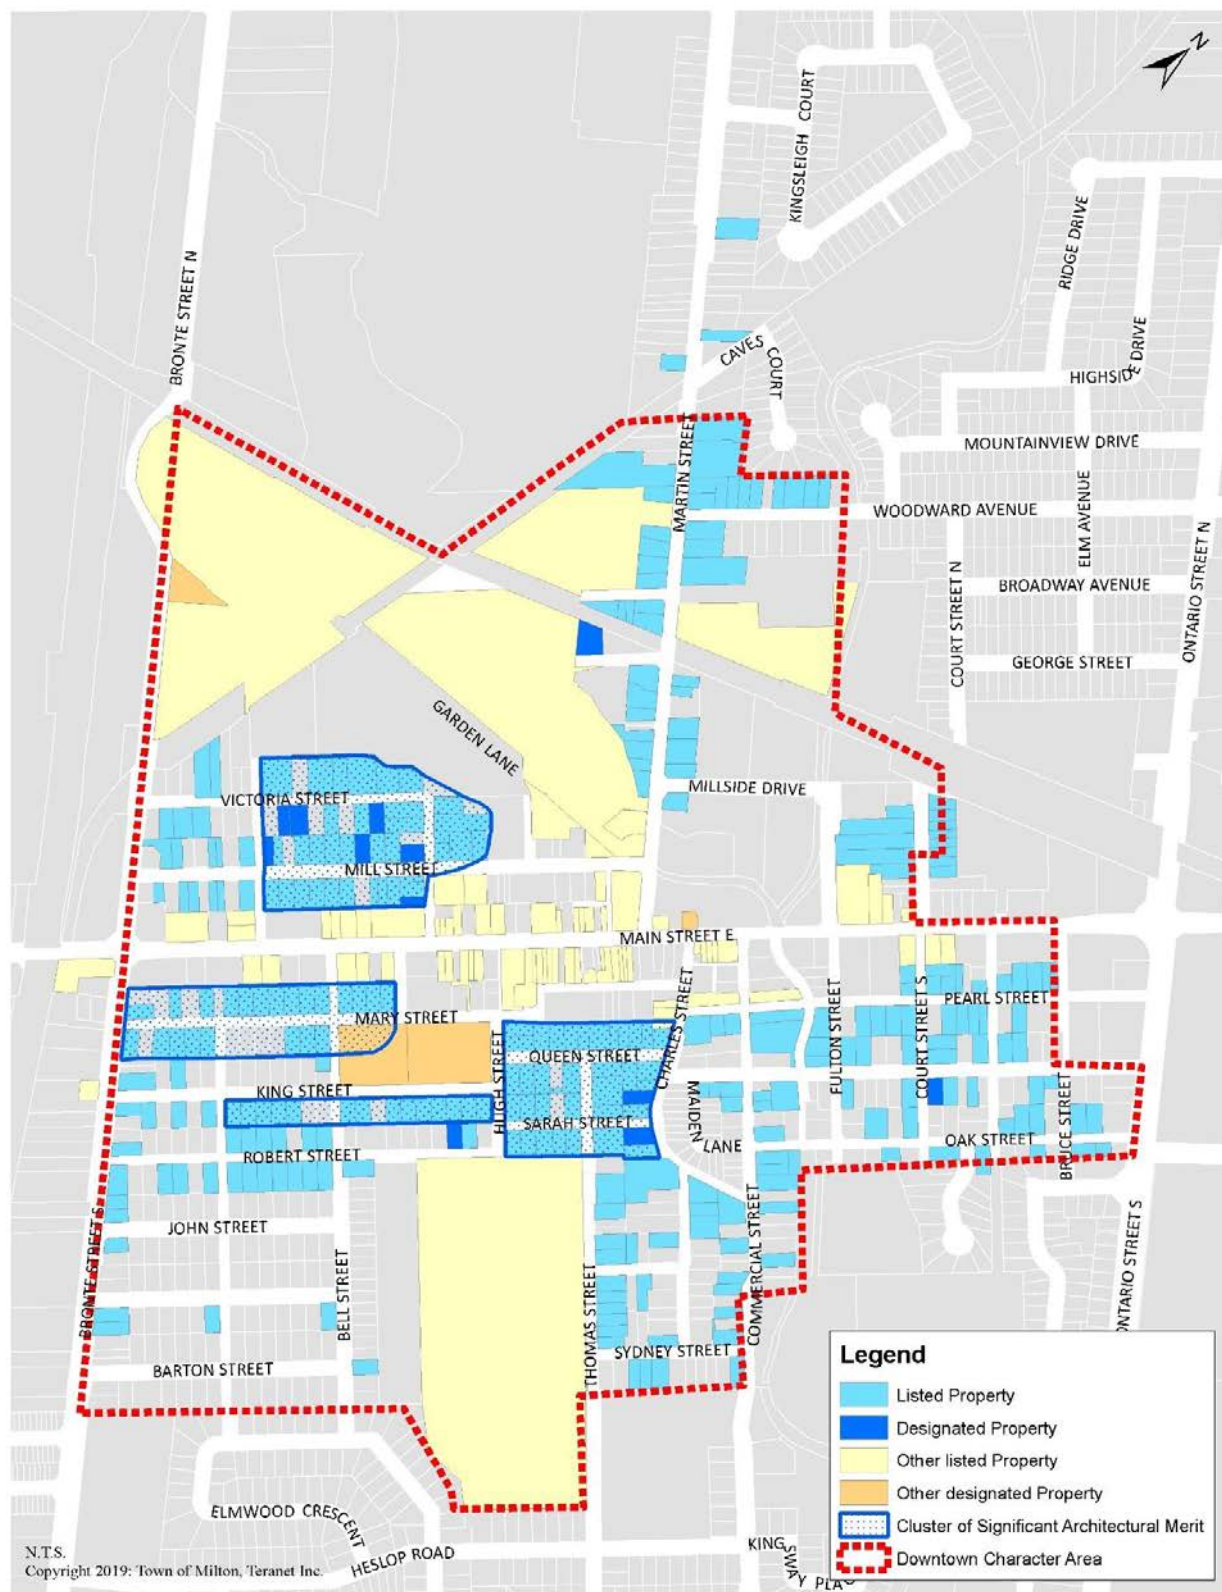 N
KINGSLEIGH COURT
BRONTE STREET N
RIDGE DRIVE
CAVES COURT
HIGHSIDE DRIVE
MARTIN STREET
MOUNTAINVIEW DRIVE
WOODWARD AVENUE
ELM AVENUE
BROADWAY AVENUE
COURT STREET N
ONTARIO STREET N
GEORGE STREET
GARDEN LANE
VICTORIA STREET
MILLSIDE DRIVE
MILL STREET
MAIN STREET E
MARY STREET
CHARLES STREET
PEARL STREET
QUEEN STREET
FULTON STREET
COURT STREET S
KING STREET
HUGH STREET
MAIDEN LANE
SARAH STREET
OAK STREET
BRUCE STREET
ROBERT STREET
JOHN STREET
BRONTE STREET S
BELL STREET
THOMAS STREET
COMMERCIAL STREET
ONTARIO STREET S
SYDNEY STREET
BARTON STREET
ELMWOOD CRESCENT
HESLOP ROAD
KING
SWAY PLAC
Legend
Listed Property
Designated Property
Other listed Property
Other designated Property
Cluster of Significant Architectural Merit
Downtown Character Area
N.T.S.
Copyright 2019: Town of Milton, Teranet Inc.